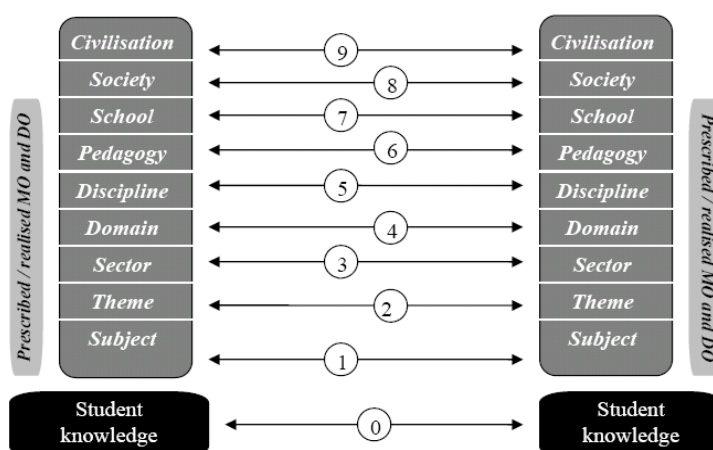 Civilisation 9 Civilisation
Society 8 Society
School 7 School
Pedagogy 6 Pedagogy
Discipline 5 Discipline
Domain 4 Domain
Sector 3 Sector
Theme 2 Theme
Subject 1 Subject
Prescribed / realised MO and DO
Prescribed / realised MO and DO
Student 0 Student
knowledge knowledge